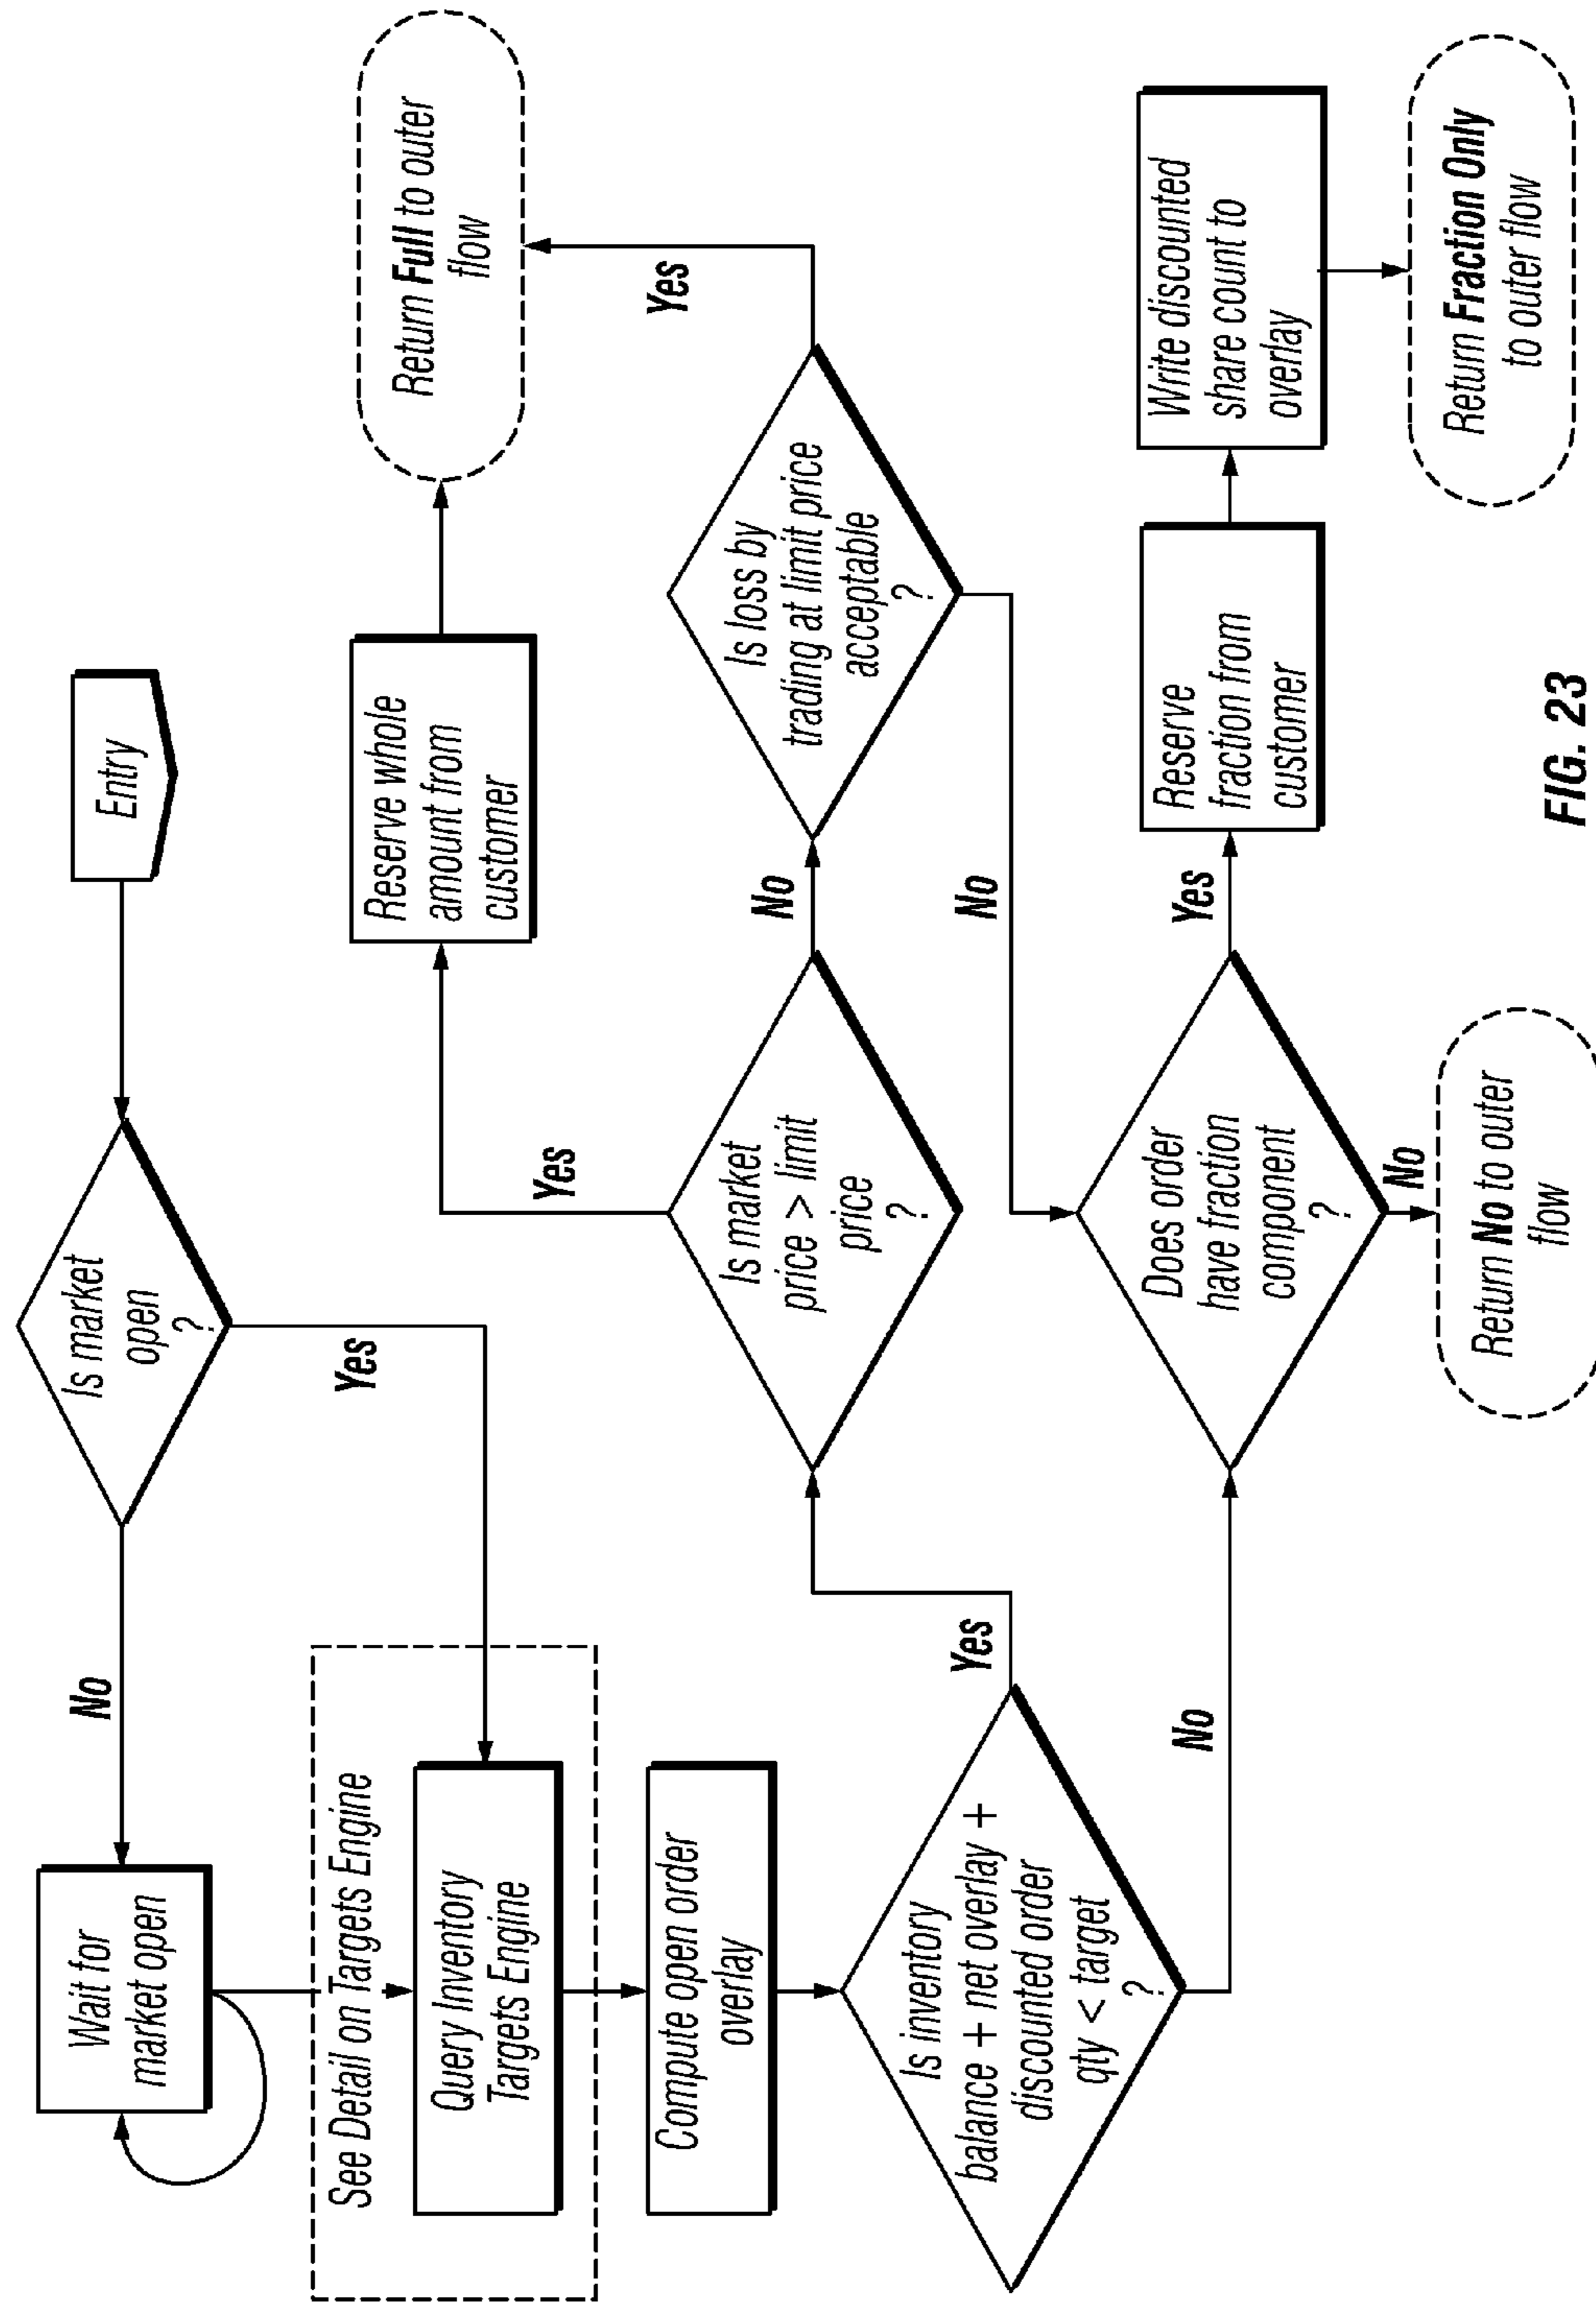 Entry
Is market
open
?
No
Yes
Wait for
market open
See Detail on Targets Engine
Query Inventory
Targets Engine
Compute open order
overlay
Is inventory
balance + net overlay +
discounted order
qty < target
?
Yes
No
Is market
price > limit
price
?
Yes
No
Reserve whole
amount from
customer
Return Full to outer
flow
Is loss by
trading at limit price
acceptable
?
Yes
No
Does order
have fraction
component
?
Yes
No
Reserve
fraction from
customer
Write discounted
share count to
overlay
Return Fraction Only
to outer flow
Return No to outer
flow
FIG. 23